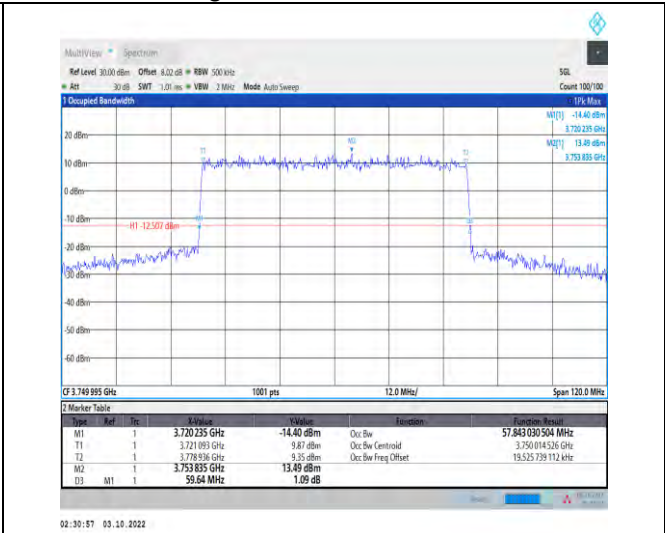 MultiView Spectrum
Ref Level 30.00 dBm Offset 8.02 dB RBW 500 kHz SGL
Att 30 dB SWT 1.01 ms VBW 2 MHz Mode Auto Sweep Count 100/100
1 Occupied Bandwidth 1Pk Max
M1[1] -14.40 dBm
3.720 235 GHz
M2[1] 13.49 dBm
3.753 835 GHz
20 dBm
M2
10 dBm
0 dBm
-10 dBm
H1 -12.507 dBm
-20 dBm
-30 dBm
-40 dBm
-50 dBm
-60 dBm
CF 3.749 995 GHz 1001 pts 12.0 MHz/ Span 120.0 MHz
2 Marker Table
Type Ref Trc X-Value Y-Value Function Function Result
M1 1 3.720 235 GHz -14.40 dBm Occ Bw 57.843 030 504 MHz
T1 1 3.721 093 GHz 9.87 dBm Occ Bw Centroid 3.750 014 526 GHz
T2 1 3.778 936 GHz 9.35 dBm Occ Bw Freq Offset 19.525 739 112 kHz
M2 1 3.753 835 GHz 13.49 dBm
D3 M1 1 59.64 MHz 1.09 dB
02:30:57 03.10.2022